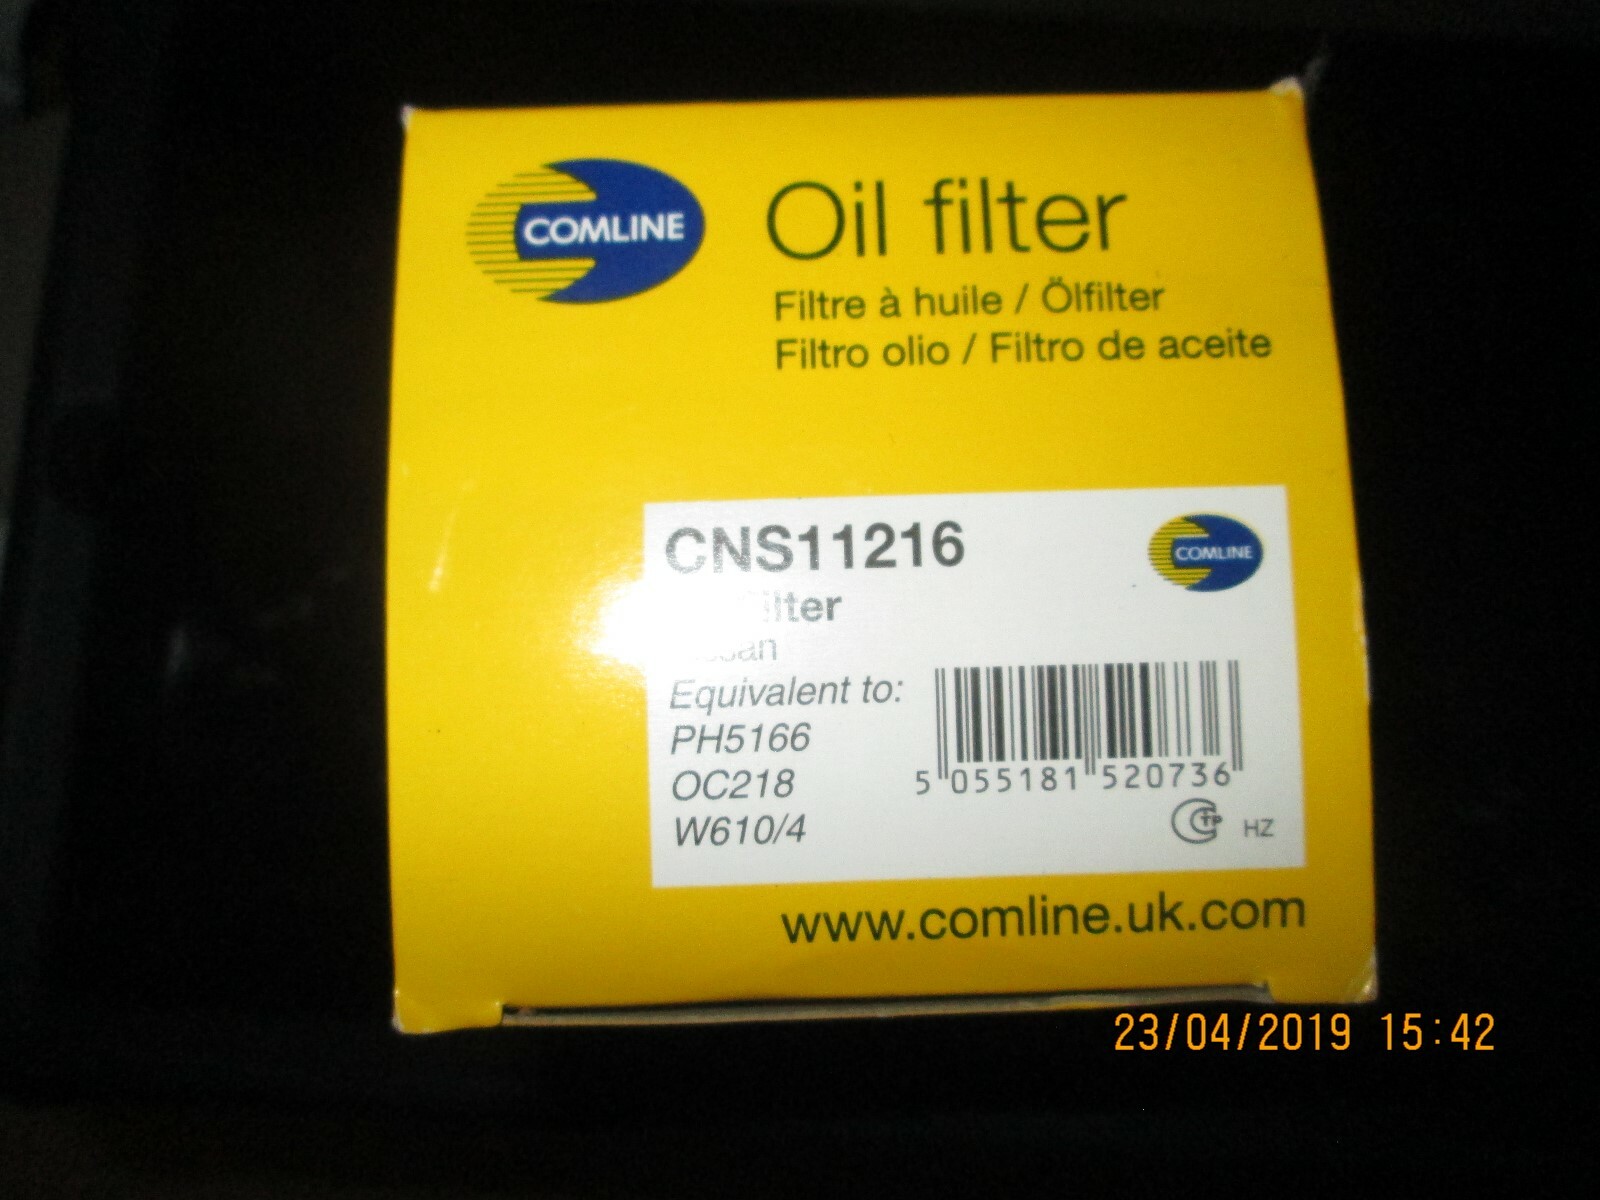 COMLINE
Oil filter
Filtre à huile / Ölfilter
Filtro olio / Filtro de aceite
CNS11216
COMLINE
Equivalent to:
PH5166
OC218
W610/4
5 055181 520736
HZ
www.comline.uk.com
23/04/2019 15:42